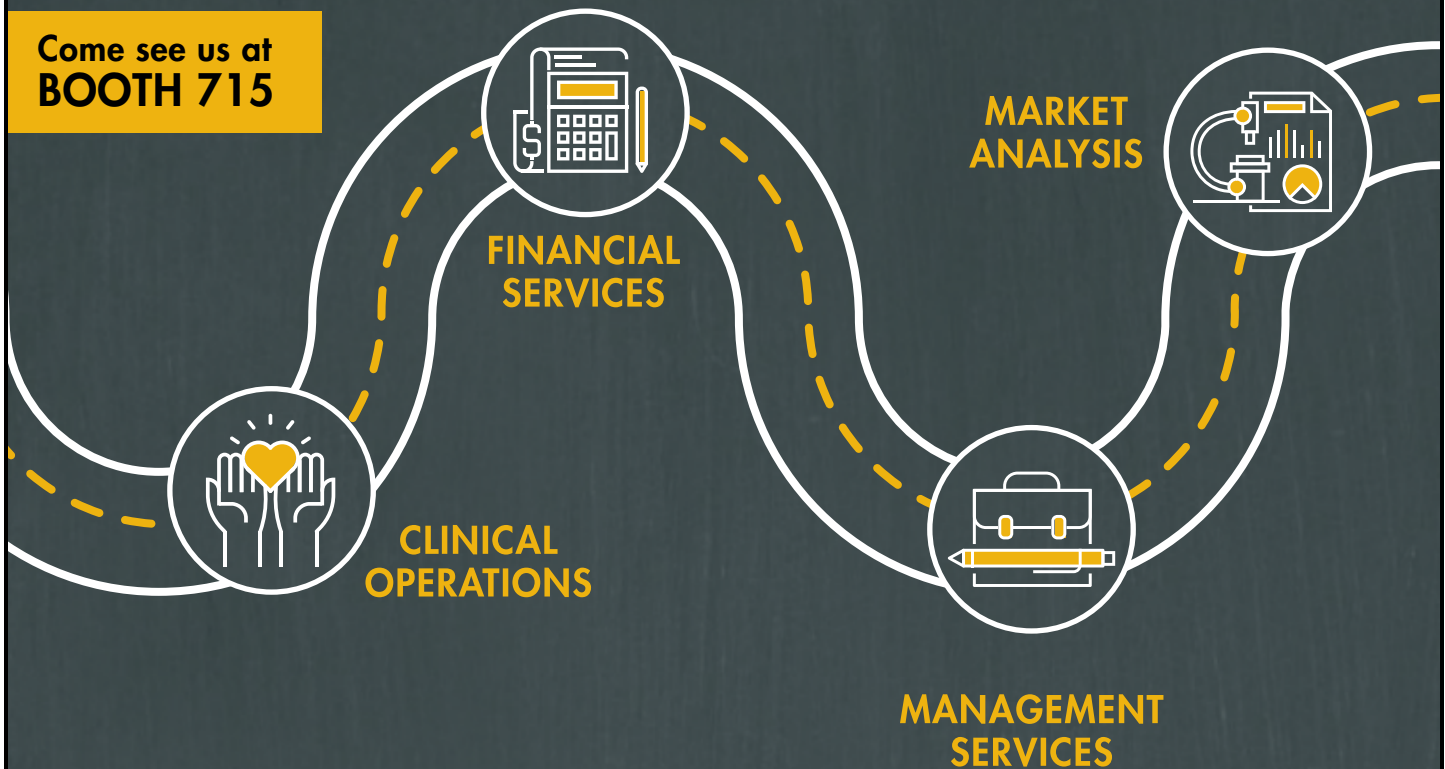 Come see us at
BOOTH 715
FINANCIAL
SERVICES
MARKET
ANALYSIS
$
CLINICAL
OPERATIONS
MANAGEMENT
SERVICES